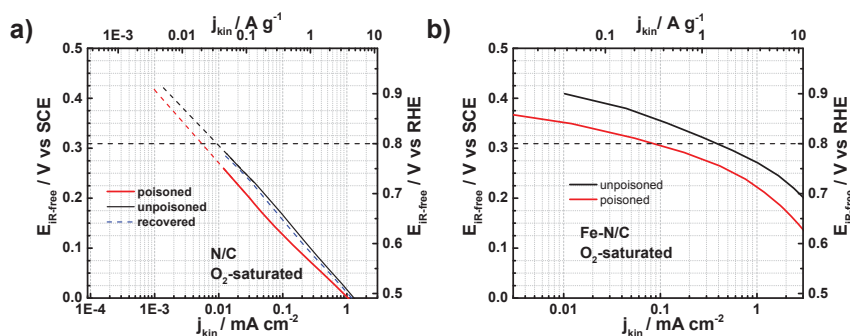 a)
j_kin / A g⁻¹
1E-3 0.01 0.1 1
0.5
0.4
0.3
0.2
0.1
0.0
E_iR-free / V vs SCE
0.9
0.8
0.7
0.6
0.5
E_iR-free / V vs RHE
poisoned
unpoisoned
recovered
N/C
O₂-saturated
1E-4 1E-3 0.01 0.1 1
j_kin / mA cm⁻²
b)
j_kin / A g⁻¹
0.1 1 10
0.5
0.4
0.3
0.2
0.1
0.0
E_iR-free / V vs SCE
0.9
0.8
0.7
0.6
0.5
E_iR-free / V vs RHE
unpoisoned
poisoned
Fe-N/C
O₂-saturated
0.01 0.1 1
j_kin / mA cm⁻²